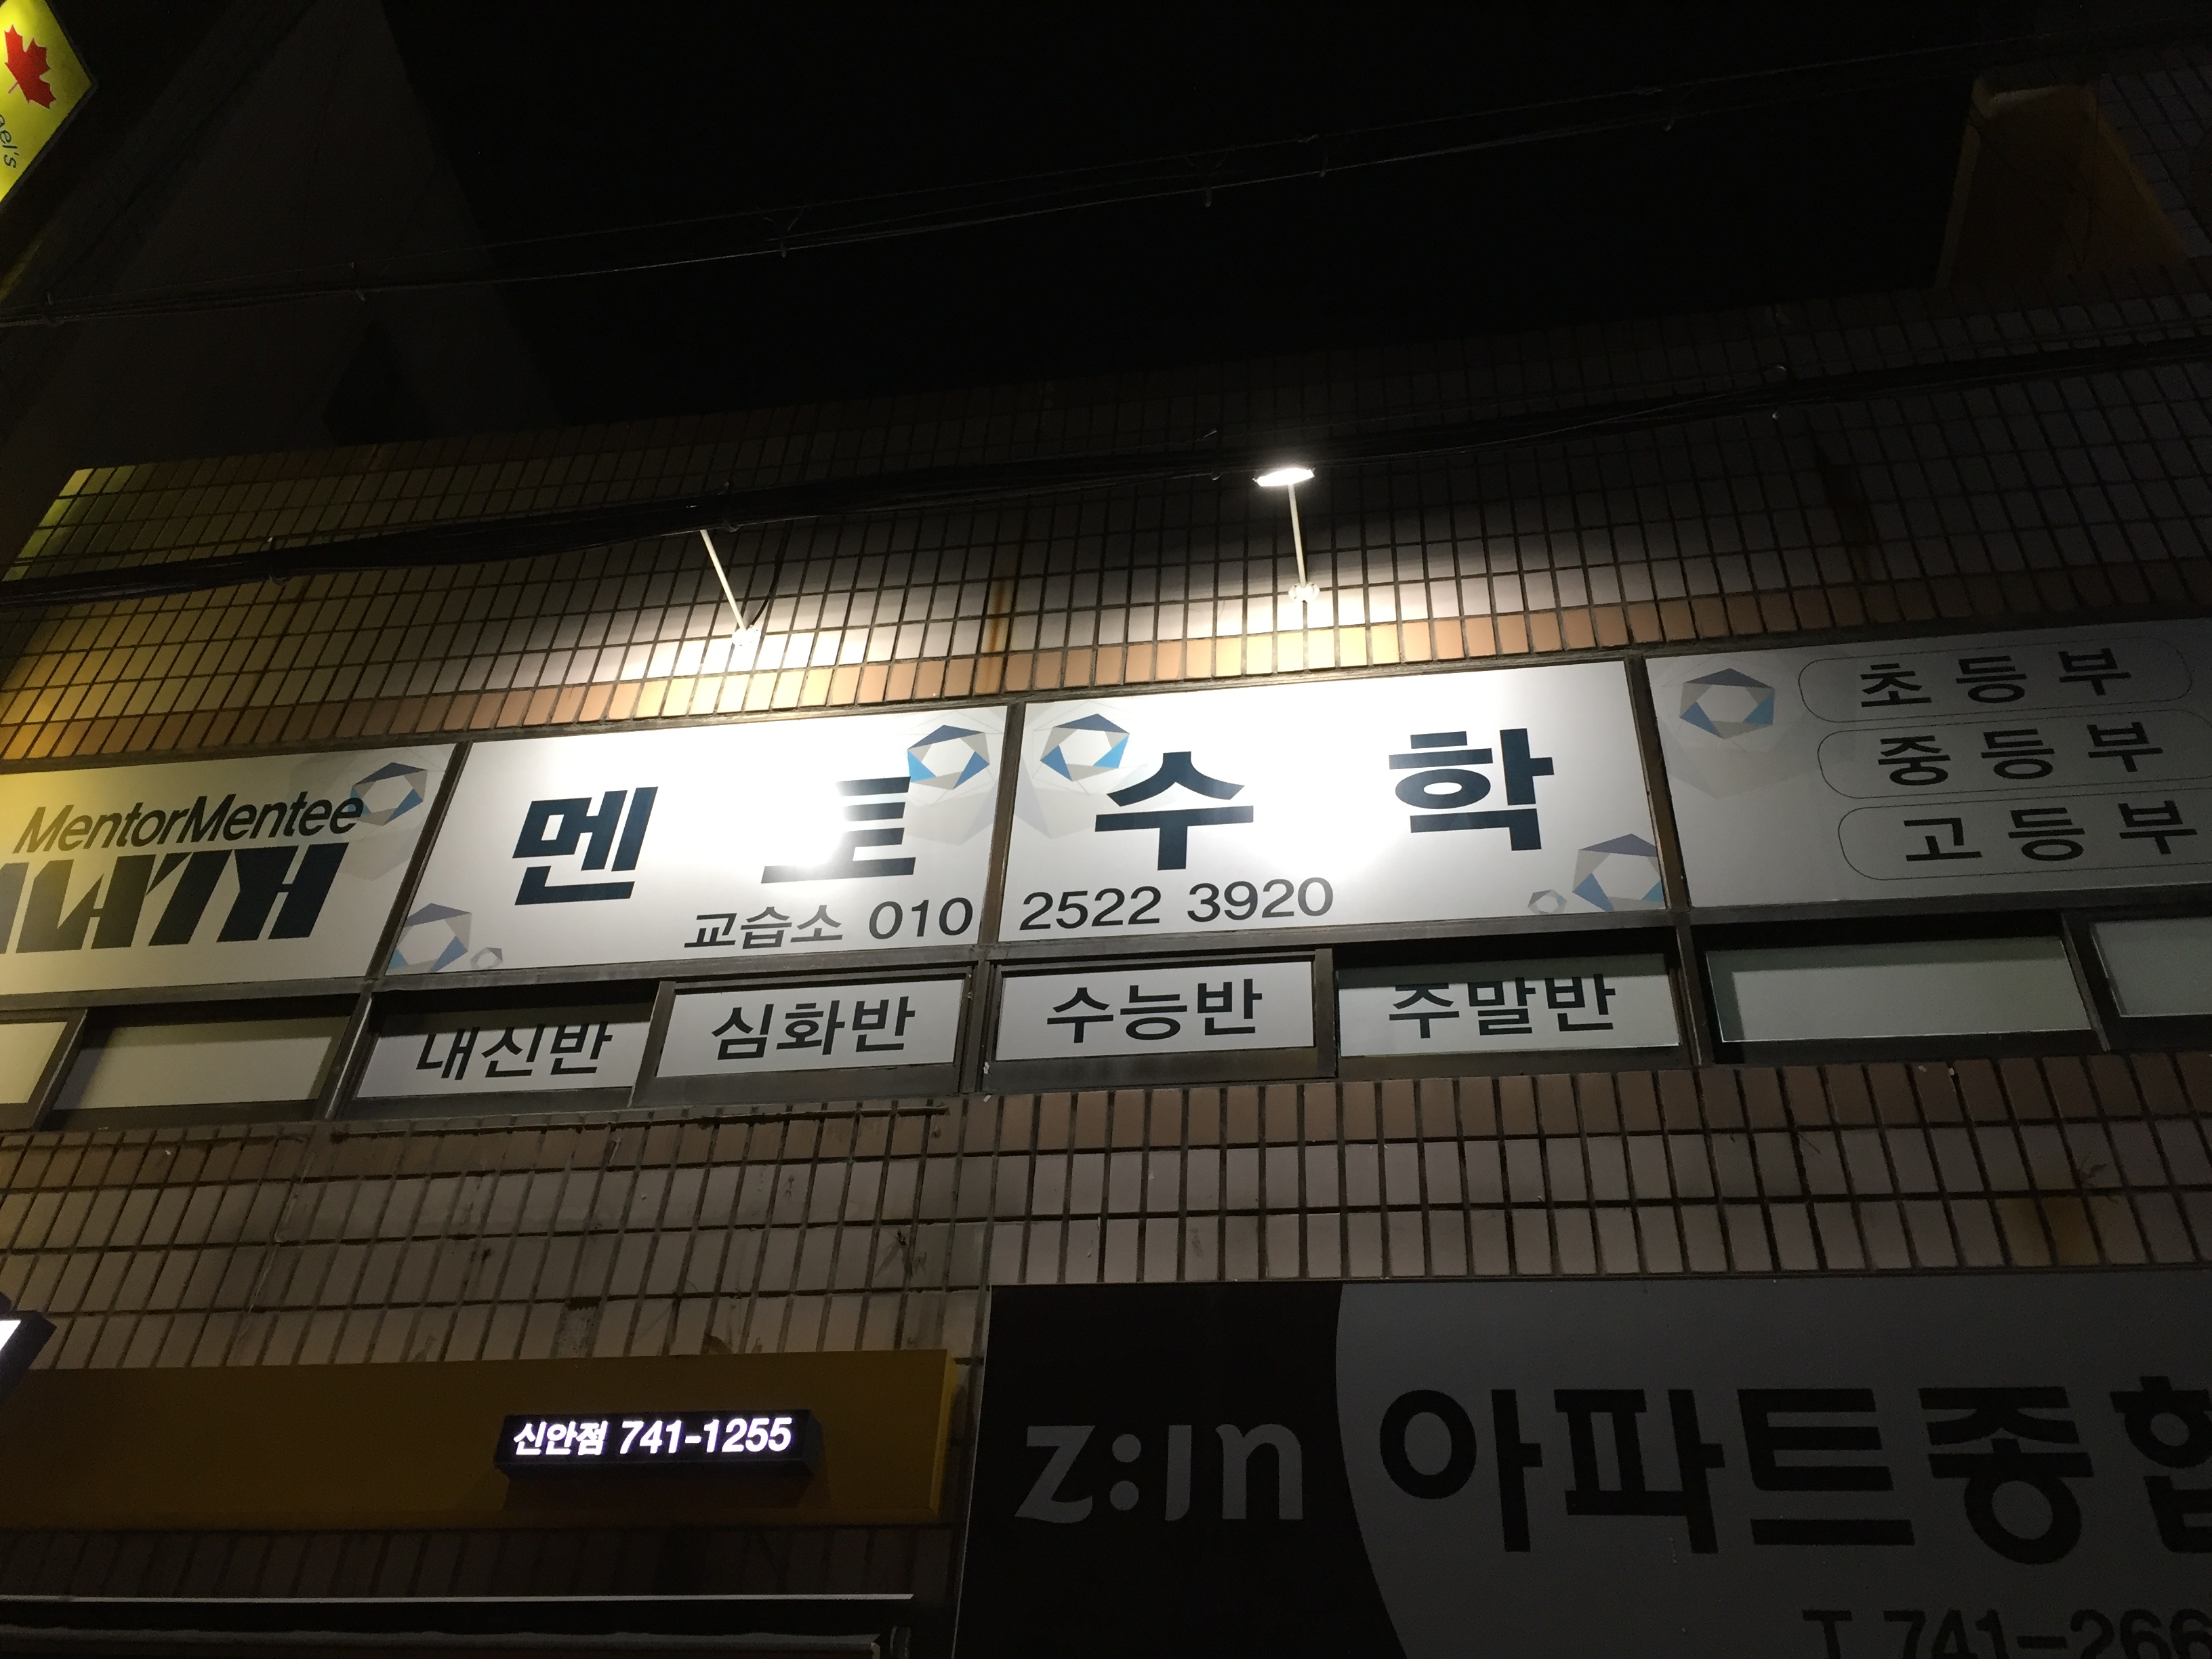 MentorMentee
멘토수학
교습소 010 2522 3920
초등부
중등부
고등부
내신반
심화반
수능반
주말반
신안점 741-1255
z:in 아파트종합
T.741-266